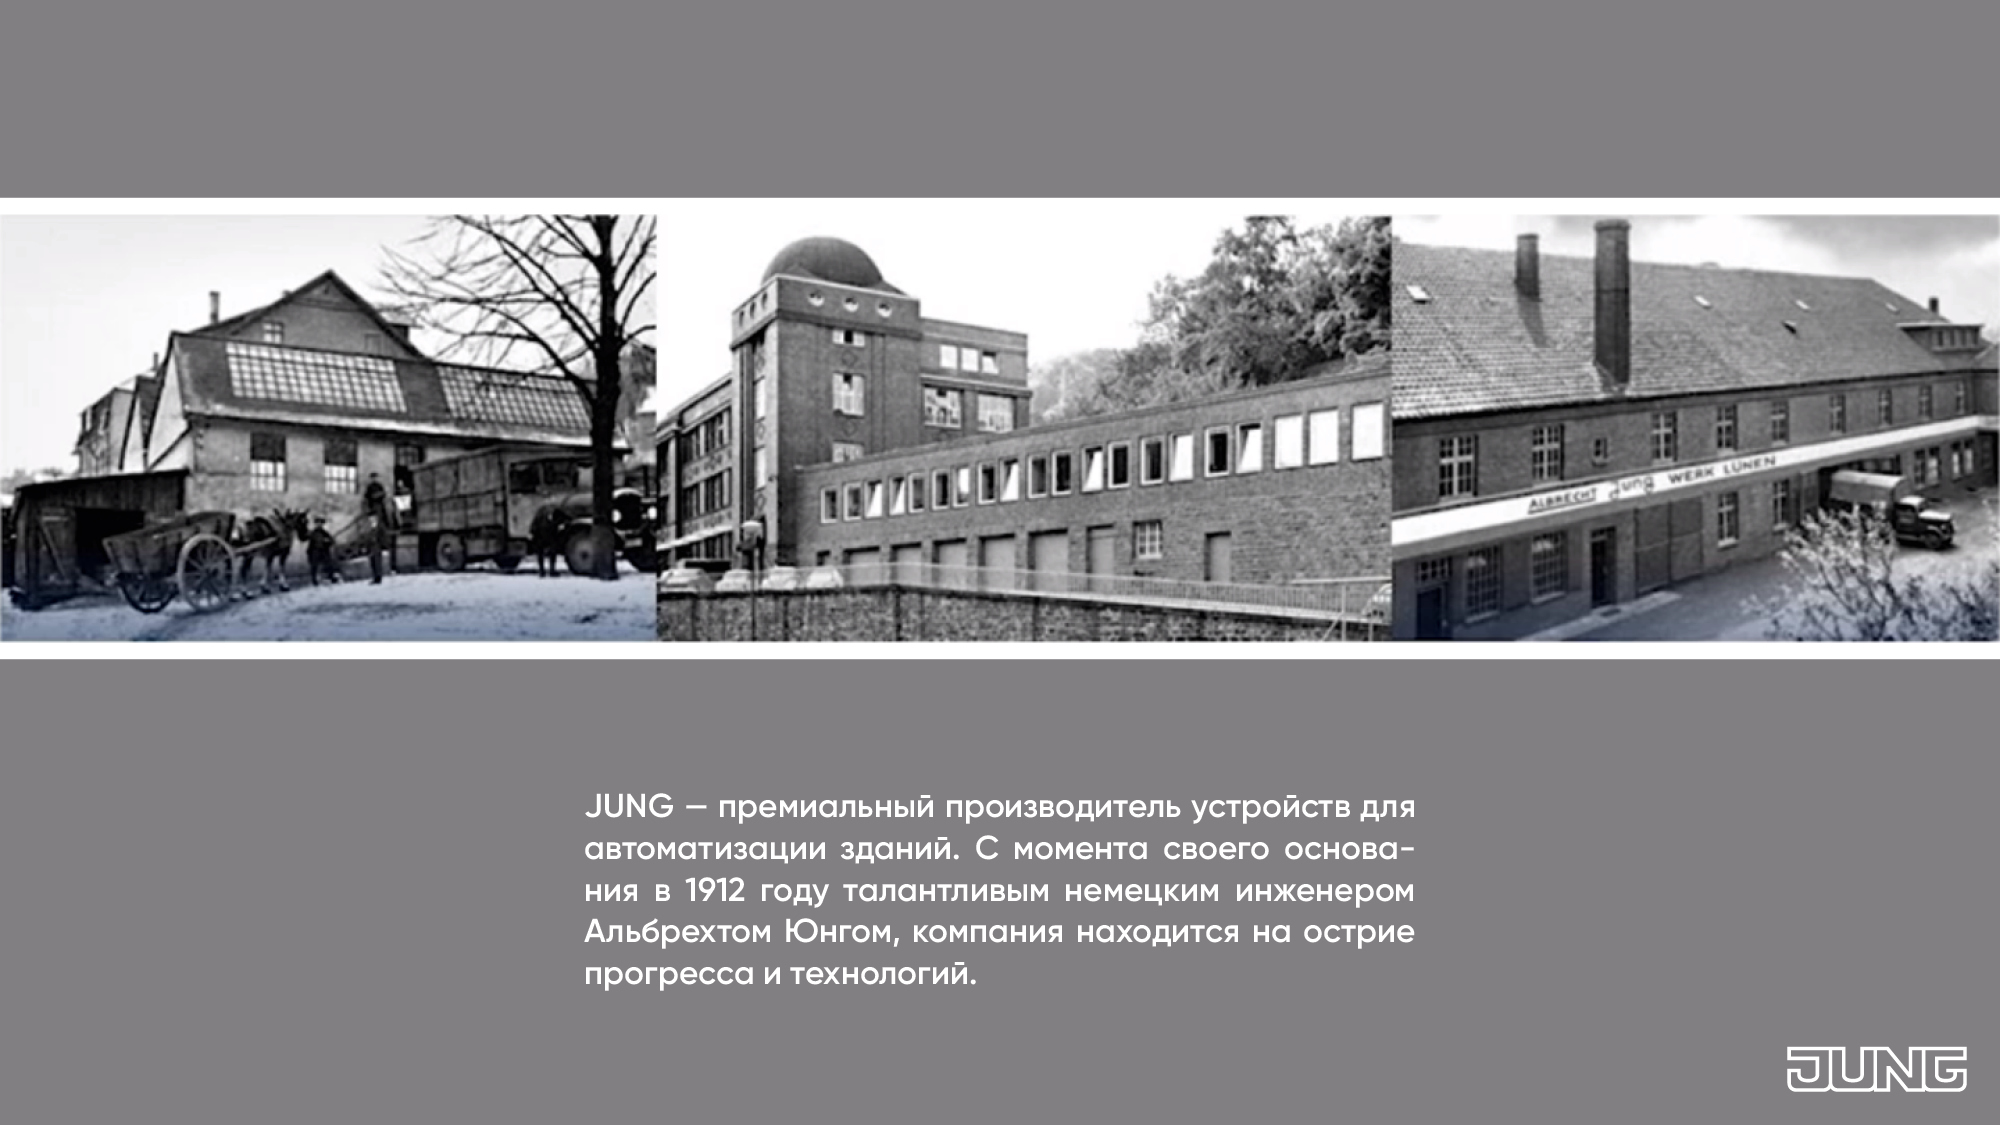 ALBRECHT Jung WERK LÜNEN
JUNG — премиальный производитель устройств для
автоматизации зданий. С момента своего основа-
ния в 1912 году талантливым немецким инженером
Альбрехтом Юнгом, компания находится на острие
прогресса и технологий.
JUNG